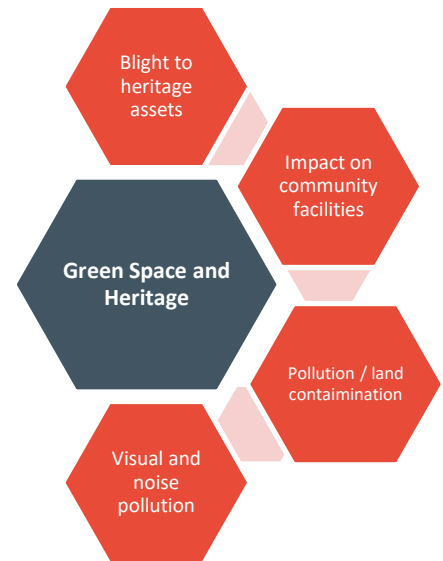 Blight to
heritage
assets
Impact on
community
facilities
Green Space and
Heritage
Pollution / land
contaimination
Visual and
noise
pollution